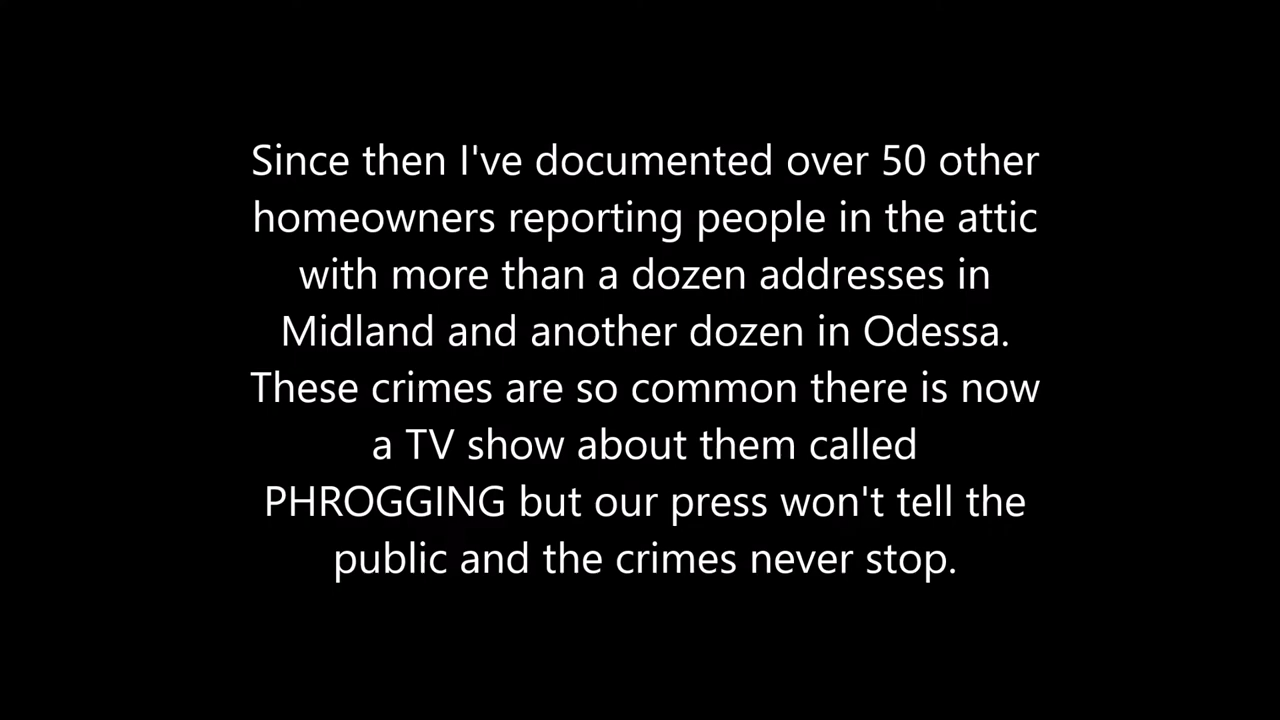 Since then I've documented over 50 other
homeowners reporting people in the attic
with more than a dozen addresses in
Midland and another dozen in Odessa.
These crimes are so common there is now
a TV show about them called
PHROGGING but our press won't tell the
public and the crimes never stop.